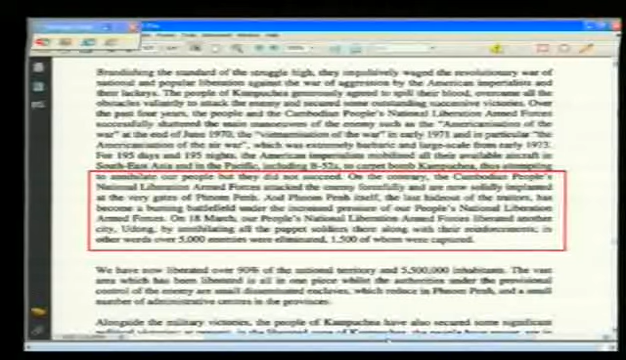 Brandishing the standard of the struggle high, they impulsively waged the revolutionary war of
national and popular liberation against the war of aggression by the American imperialists and
their lackeys. The people of Kampuchea generously agreed to spill their blood, overcame all the
obstacles valiantly to attack the enemy and secured some outstanding successive victories. Over
the past four years, the people and the Cambodian People's National Liberation Armed Forces
successfully shattered the main manoeuvres of the enemy such as the "Americanisation of the
war" at the end of June 1970, the "vietnamisation of the war" in early 1971 and in particular "the
Americanisation of the air war", which was extremely barbaric and large-scale from early 1973.
For 195 days and 195 nights, the American imperialists mobilised all their available aircraft in
South-East Asia and in the Pacific, including B-52s, to carpet bomb Kampuchea, thus attempting
to annihilate our people but they did not succeed. On the contrary, the Cambodian People's
National Liberation Armed Forces attacked the enemy forcefully and are now solidly implanted
at the very gates of Phnom Penh. And Phnom Penh itself, the last hideout of the traitors, has
become a burning battlefield under the increased pressure of our People's National Liberation
Armed Forces. On 18 March, our People's National Liberation Armed Forces liberated another
city, Udong, by annihilating all the puppet soldiers there along with their reinforcements; in
other words over 5,000 enemies were eliminated, 1,500 of whom were captured.
We have now liberated over 90% of the national territory and 5,500,000 inhabitants. The vast
area which has been liberated is all in one piece whilst the authorities under the provisional
control of the enemy are small disseminated enclaves, which reduce in Phnom Penh, and a small
number of administrative centres in the provinces.
Alongside the military victories, the people of Kampuchea have also secured some significant